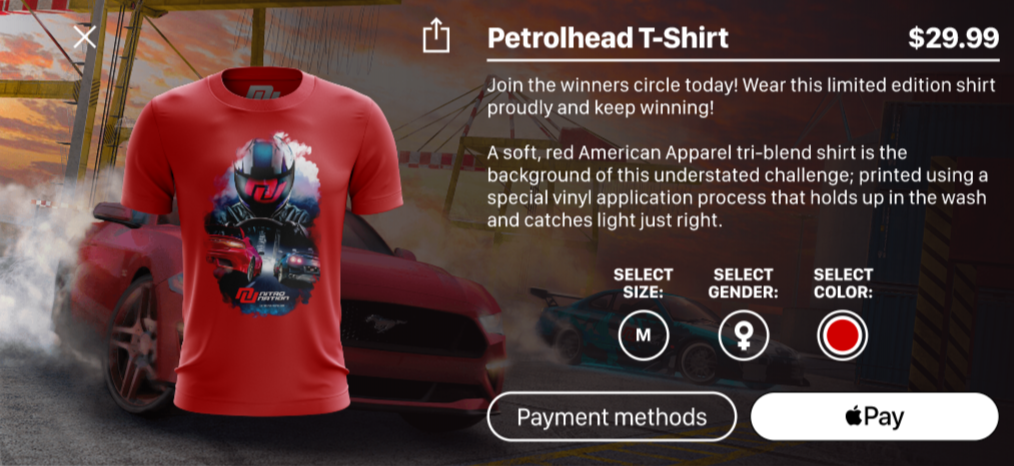 Petrolhead T-Shirt $29.99
Join the winners circle today! Wear this limited edition shirt
proudly and keep winning!
A soft, red American Apparel tri-blend shirt is the
background of this understated challenge; printed using a
special vinyl application process that holds up in the wash
and catches light just right.
NITRO
NATION
SELECT
SIZE:
M
SELECT
GENDER:
SELECT
COLOR:
Payment methods
Pay